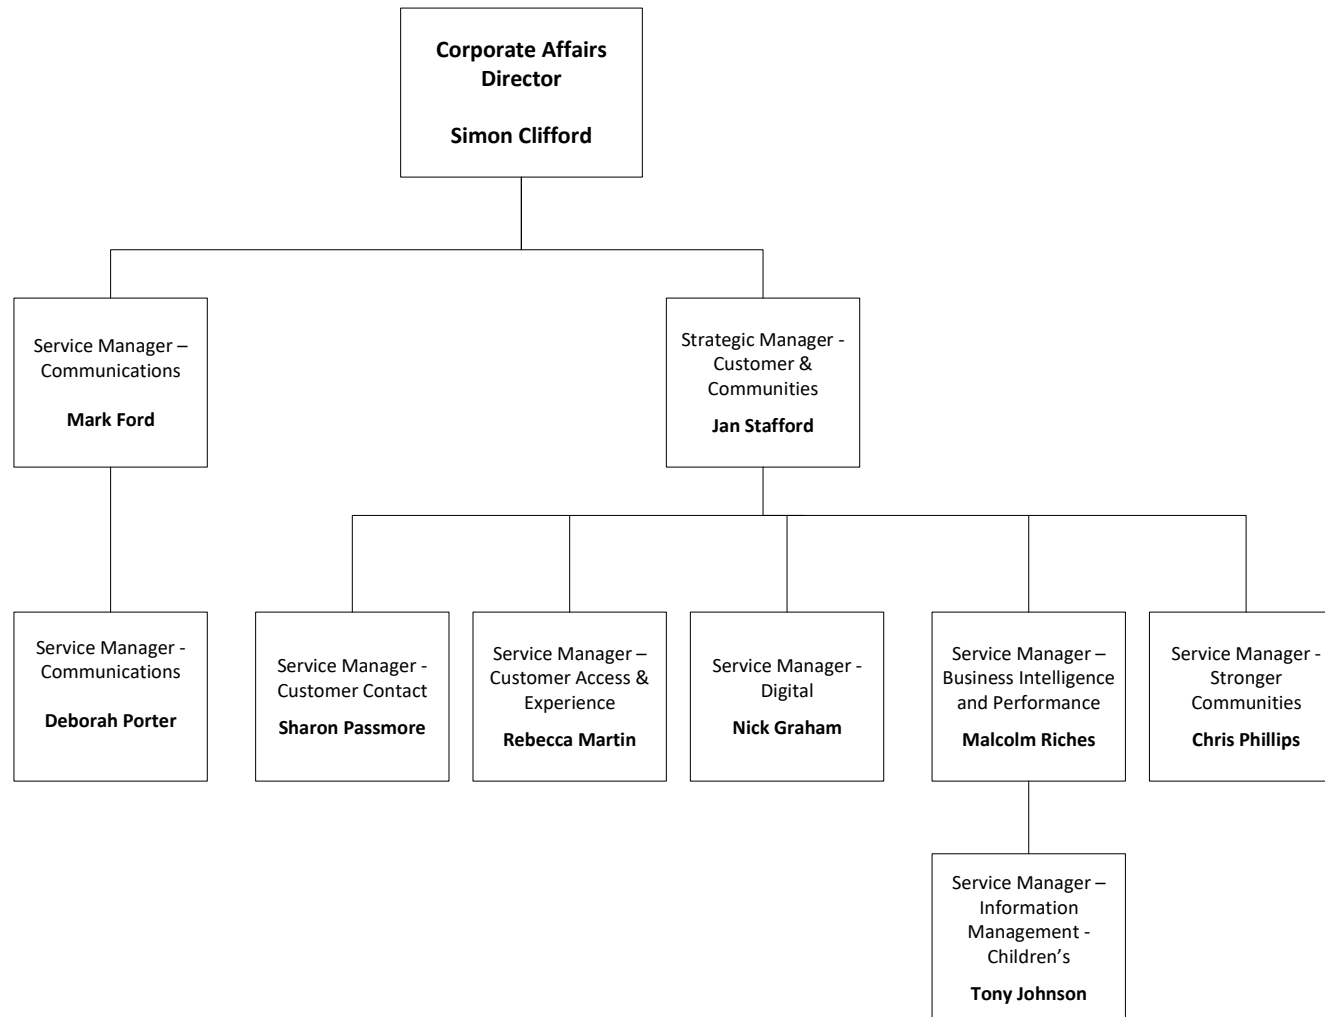 Corporate Affairs
Director
Simon Clifford
Service Manager –
Communications
Mark Ford
Strategic Manager -
Customer &
Communities
Jan Stafford
Service Manager -
Communications
Deborah Porter
Service Manager -
Customer Contact
Sharon Passmore
Service Manager –
Customer Access &
Experience
Rebecca Martin
Service Manager -
Digital
Nick Graham
Service Manager –
Business Intelligence
and Performance
Malcolm Riches
Service Manager -
Stronger
Communities
Chris Phillips
Service Manager –
Information
Management -
Children’s
Tony Johnson